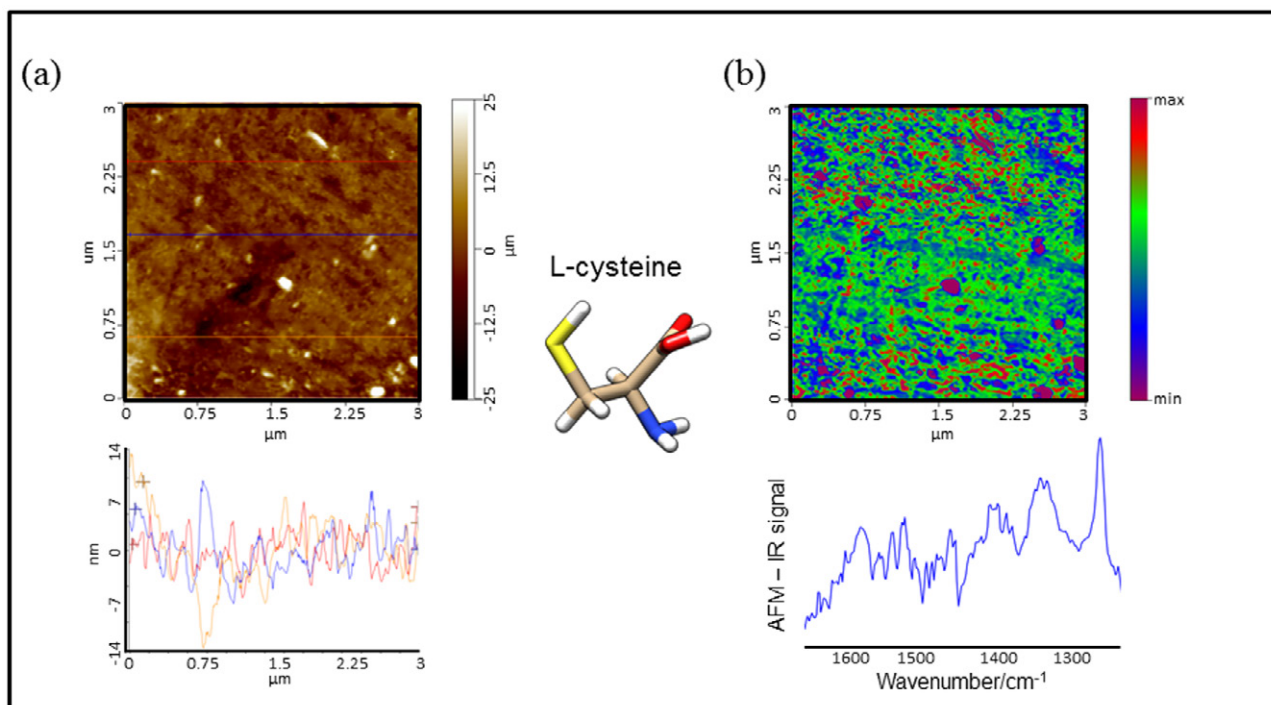 (a)
3
2.25
1.5
0.75
0
um
0
0.75
1.5
2.25
3
µm
25
12.5
0
-12.5
-25
µm
14
7
0
-7
-14
nm
0
0.75
1.5
2.25
3
µm
L-cysteine
(b)
3
2.25
1.5
0.75
0
µm
0
0.75
1.5
2.25
3
µm
max
min
AFM – IR signal
1600
1500
1400
1300
Wavenumber/cm⁻¹